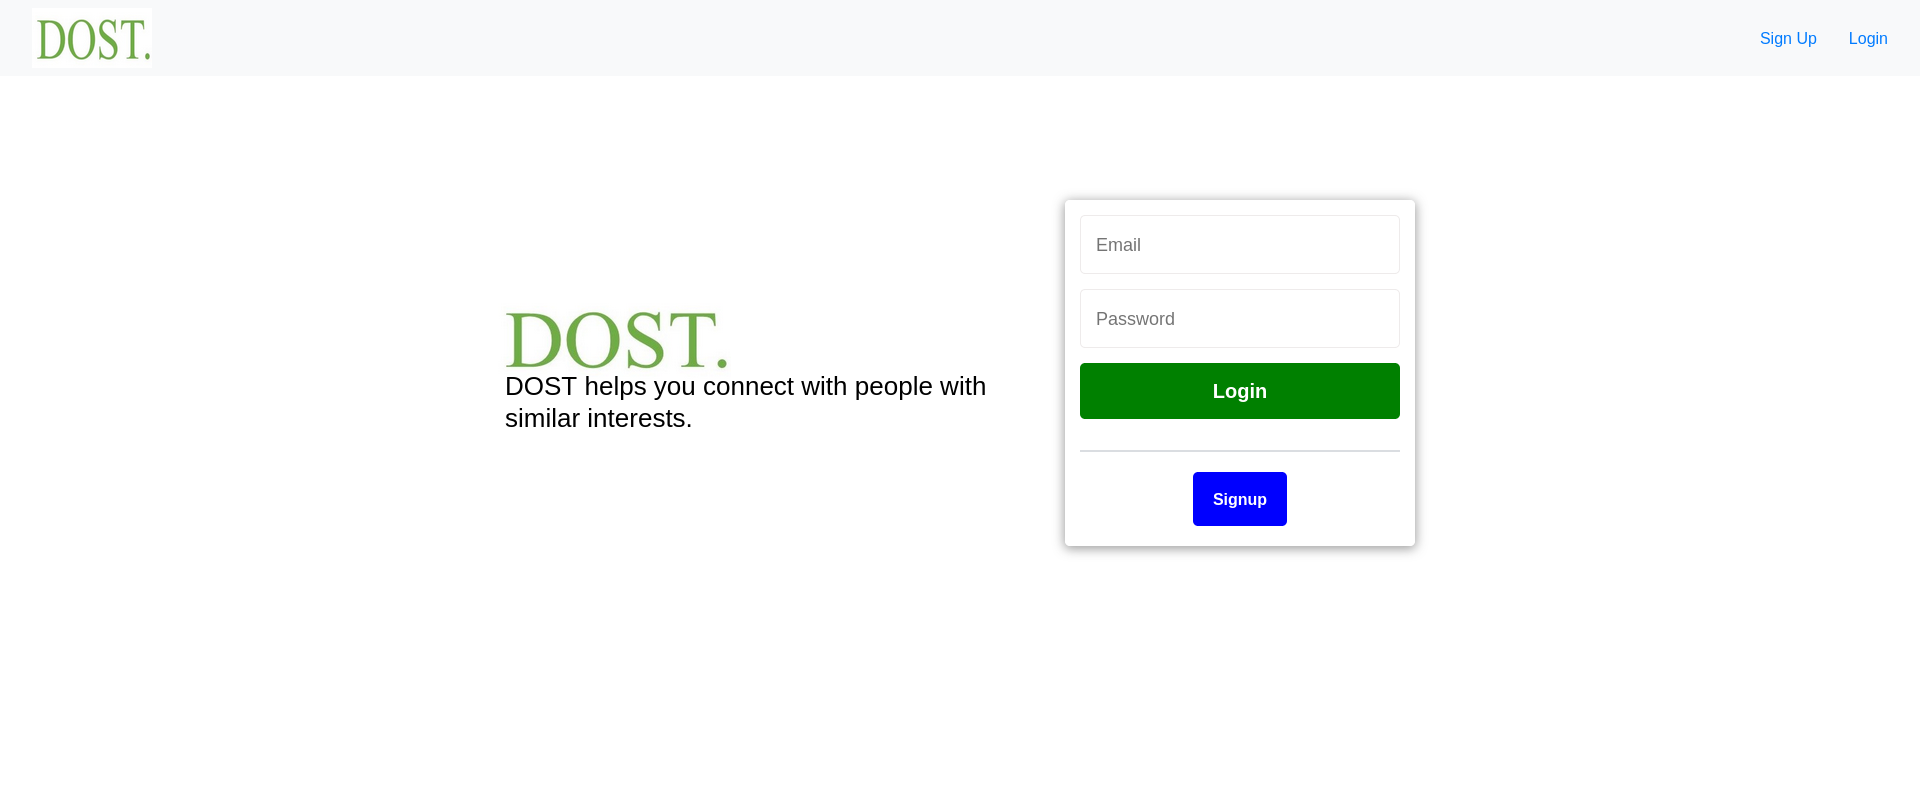 DOST.
Sign Up
Login
Email
Password
Login
Signup
DOST.
DOST helps you connect with people with
similar interests.